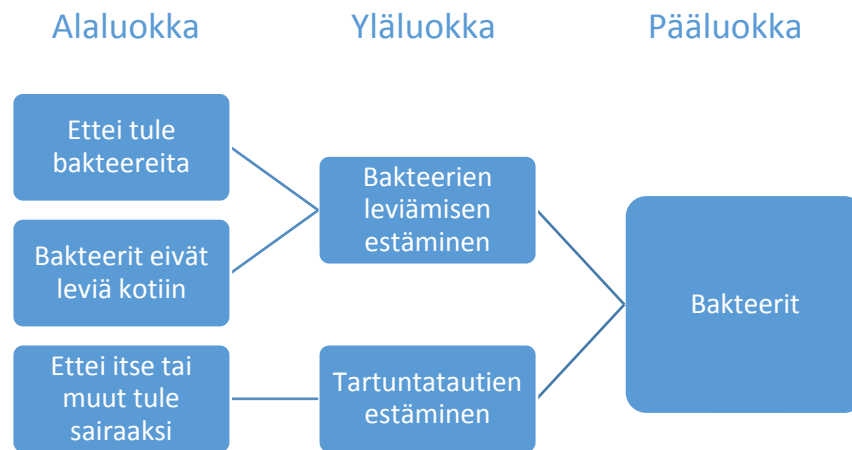 Alaluokka
Yläluokka
Pääluokka
Ettei tule
bakteereita
Bakteerit eivät
leviä kotiin
Ettei itse tai
muut tule
sairaaksi
Bakteerien
leviämisen
estäminen
Tartuntatautien
estäminen
Bakteerit